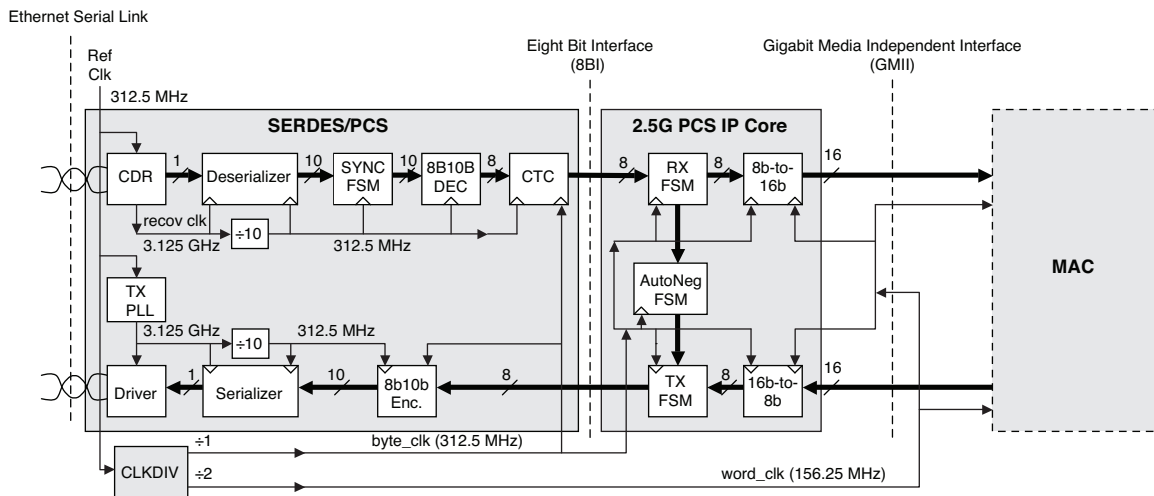 Ethernet Serial Link
Eight Bit Interface
(8BI)
Gigabit Media Independent Interface
(GMII)
Ref
Clk
312.5 MHz
SERDES/PCS
2.5G PCS IP Core
CDR
1
Deserializer
10
SYNC
FSM
10
8B10B
DEC
8
CTC
8
RX
FSM
8
8b-to-
16b
16
recov clk
3.125 GHz
÷10
312.5 MHz
MAC
AutoNeg
FSM
TX
PLL
3.125 GHz
÷10
312.5 MHz
Driver
1
Serializer
10
8b10b
Enc.
8
TX
FSM
8
16b-to-
8b
16
÷1
byte_clk (312.5 MHz)
CLKDIV
÷2
word_clk (156.25 MHz)